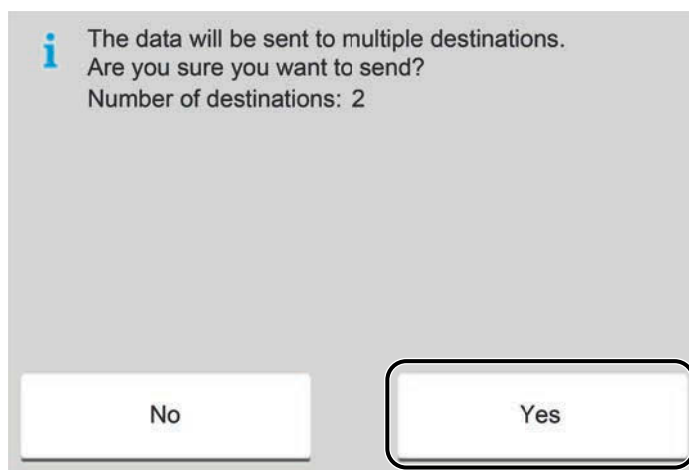 The data will be sent to multiple destinations.
Are you sure you want to send?
Number of destinations: 2
No
Yes